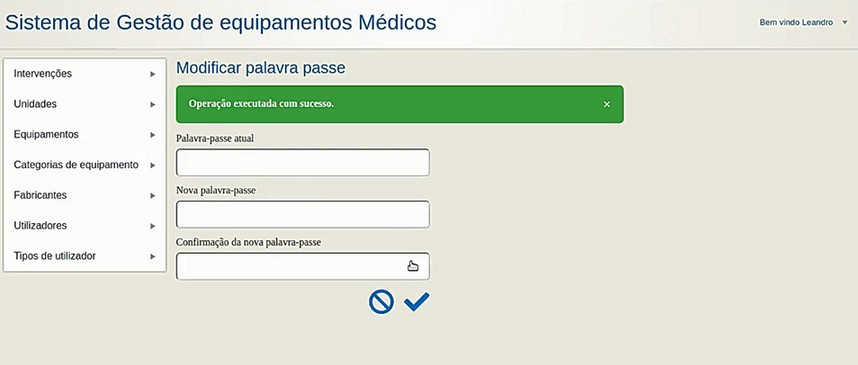 Sistema de Gestão de equipamentos Médicos
Bem vindo Leandro
Intervenções
Unidades
Equipamentos
Categorias de equipamento
Fabricantes
Utilizadores
Tipos de utilizador
Modificar palavra passe
Operação executada com sucesso.
×
Palavra-passe atual
Nova palavra-passe
Confirmação da nova palavra-passe